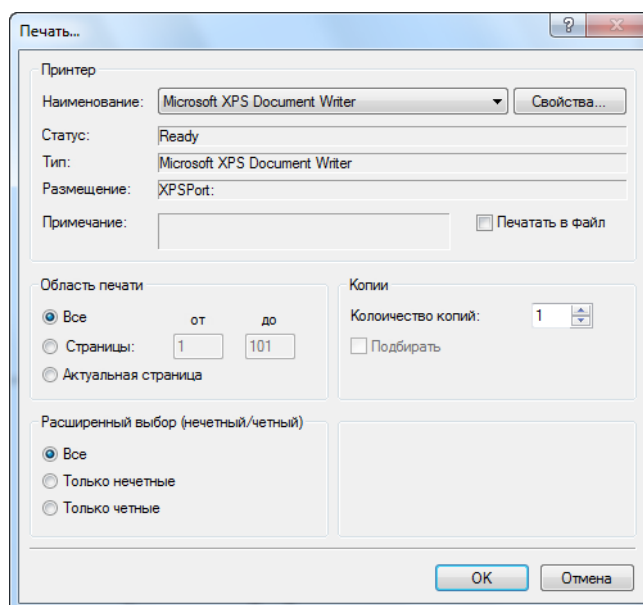 Печать...
Принтер
Наименование: Microsoft XPS Document Writer Свойства...
Статус: Ready
Тип: Microsoft XPS Document Writer
Размещение: XPSPort:
Примечание: Печатать в файл
Область печати
Все от до
Страницы: 1 101
Актуальная страница
Копии
Колоичество копий: 1
Подбирать
Расширенный выбор (нечетный/четный)
Все
Только нечетные
Только четные
OK Отмена